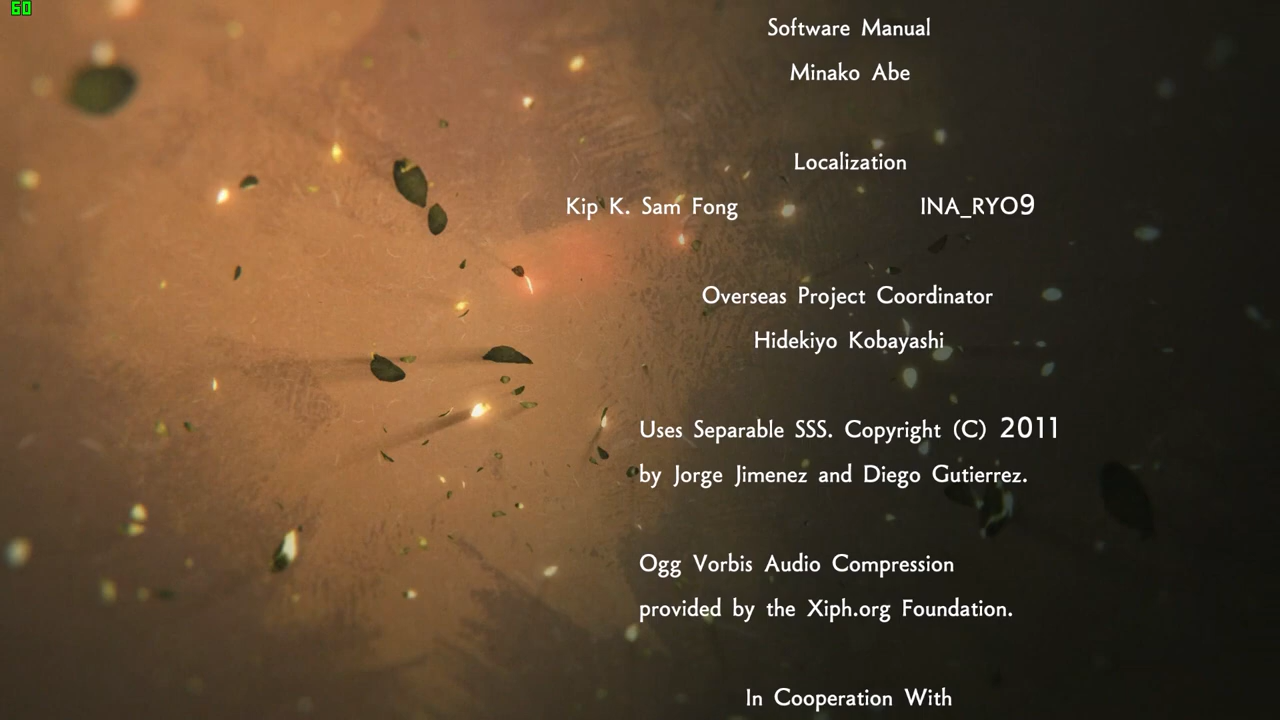 60
Software Manual
Minako Abe
Localization
Kip K. Sam Fong INA_RYO9
Overseas Project Coordinator
Hidekiyo Kobayashi
Uses Separable SSS. Copyright (C) 2011
by Jorge Jimenez and Diego Gutierrez.
Ogg Vorbis Audio Compression
provided by the Xiph.org Foundation.
In Cooperation With